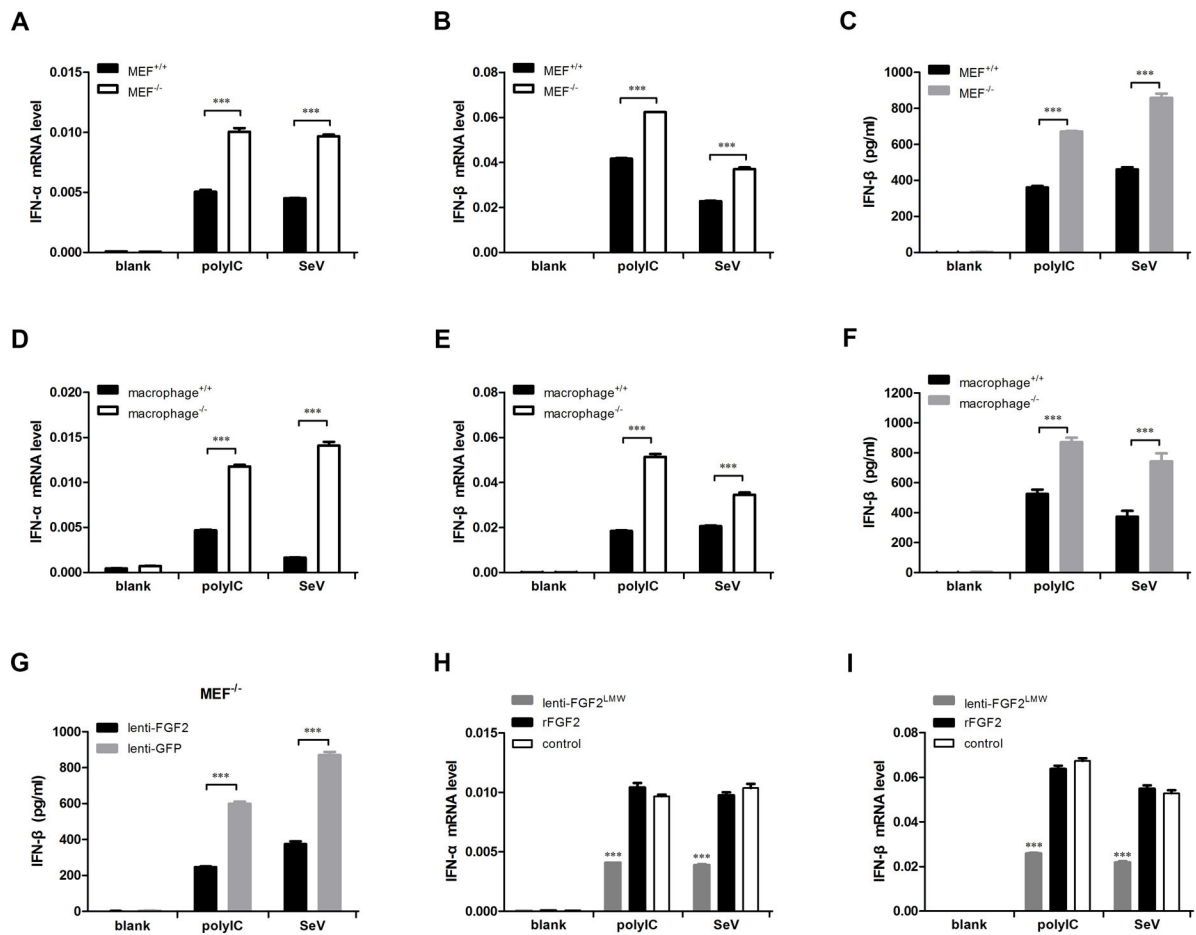 A
MEF+/+
MEF-/-
IFN-α mRNA level
0.015
0.010
0.005
0.000
***
***
blank polyIC SeV
B
MEF+/+
MEF-/-
IFN-β mRNA level
0.08
0.06
0.04
0.02
0.00
***
***
blank polyIC SeV
C
MEF+/+
MEF-/-
IFN-β (pg/ml)
1000
800
600
400
200
0
***
***
blank polyIC SeV
D
macrophage+/+
macrophage-/-
IFN-α mRNA level
0.020
0.015
0.010
0.005
0.000
***
***
blank polyIC SeV
E
macrophage+/+
macrophage-/-
IFN-β mRNA level
0.08
0.06
0.04
0.02
0.00
***
***
blank polyIC SeV
F
macrophage+/+
macrophage-/-
IFN-β (pg/ml)
1200
1000
800
600
400
200
0
***
***
blank polyIC SeV
G
MEF-/-
lenti-FGF2
lenti-GFP
IFN-β (pg/ml)
1000
800
600
400
200
0
***
***
blank polyIC SeV
H
lenti-FGF2LMW
rFGF2
control
IFN-α mRNA level
0.015
0.010
0.005
0.000
***
***
blank polyIC SeV
I
lenti-FGF2LMW
rFGF2
control
IFN-β mRNA level
0.08
0.06
0.04
0.02
0.00
***
***
blank polyIC SeV